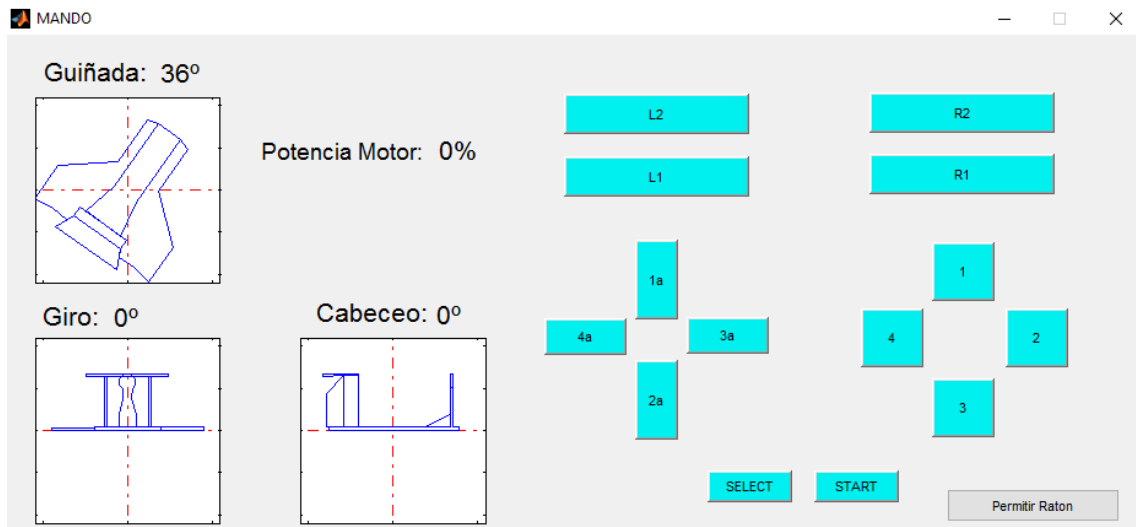 MANDO
Guiñada: 36º
Potencia Motor: 0%
L2
R2
L1
R1
1a
4a
3a
2a
1
4
2
3
Giro: 0º
Cabeceo: 0º
SELECT
START
Permitir Raton